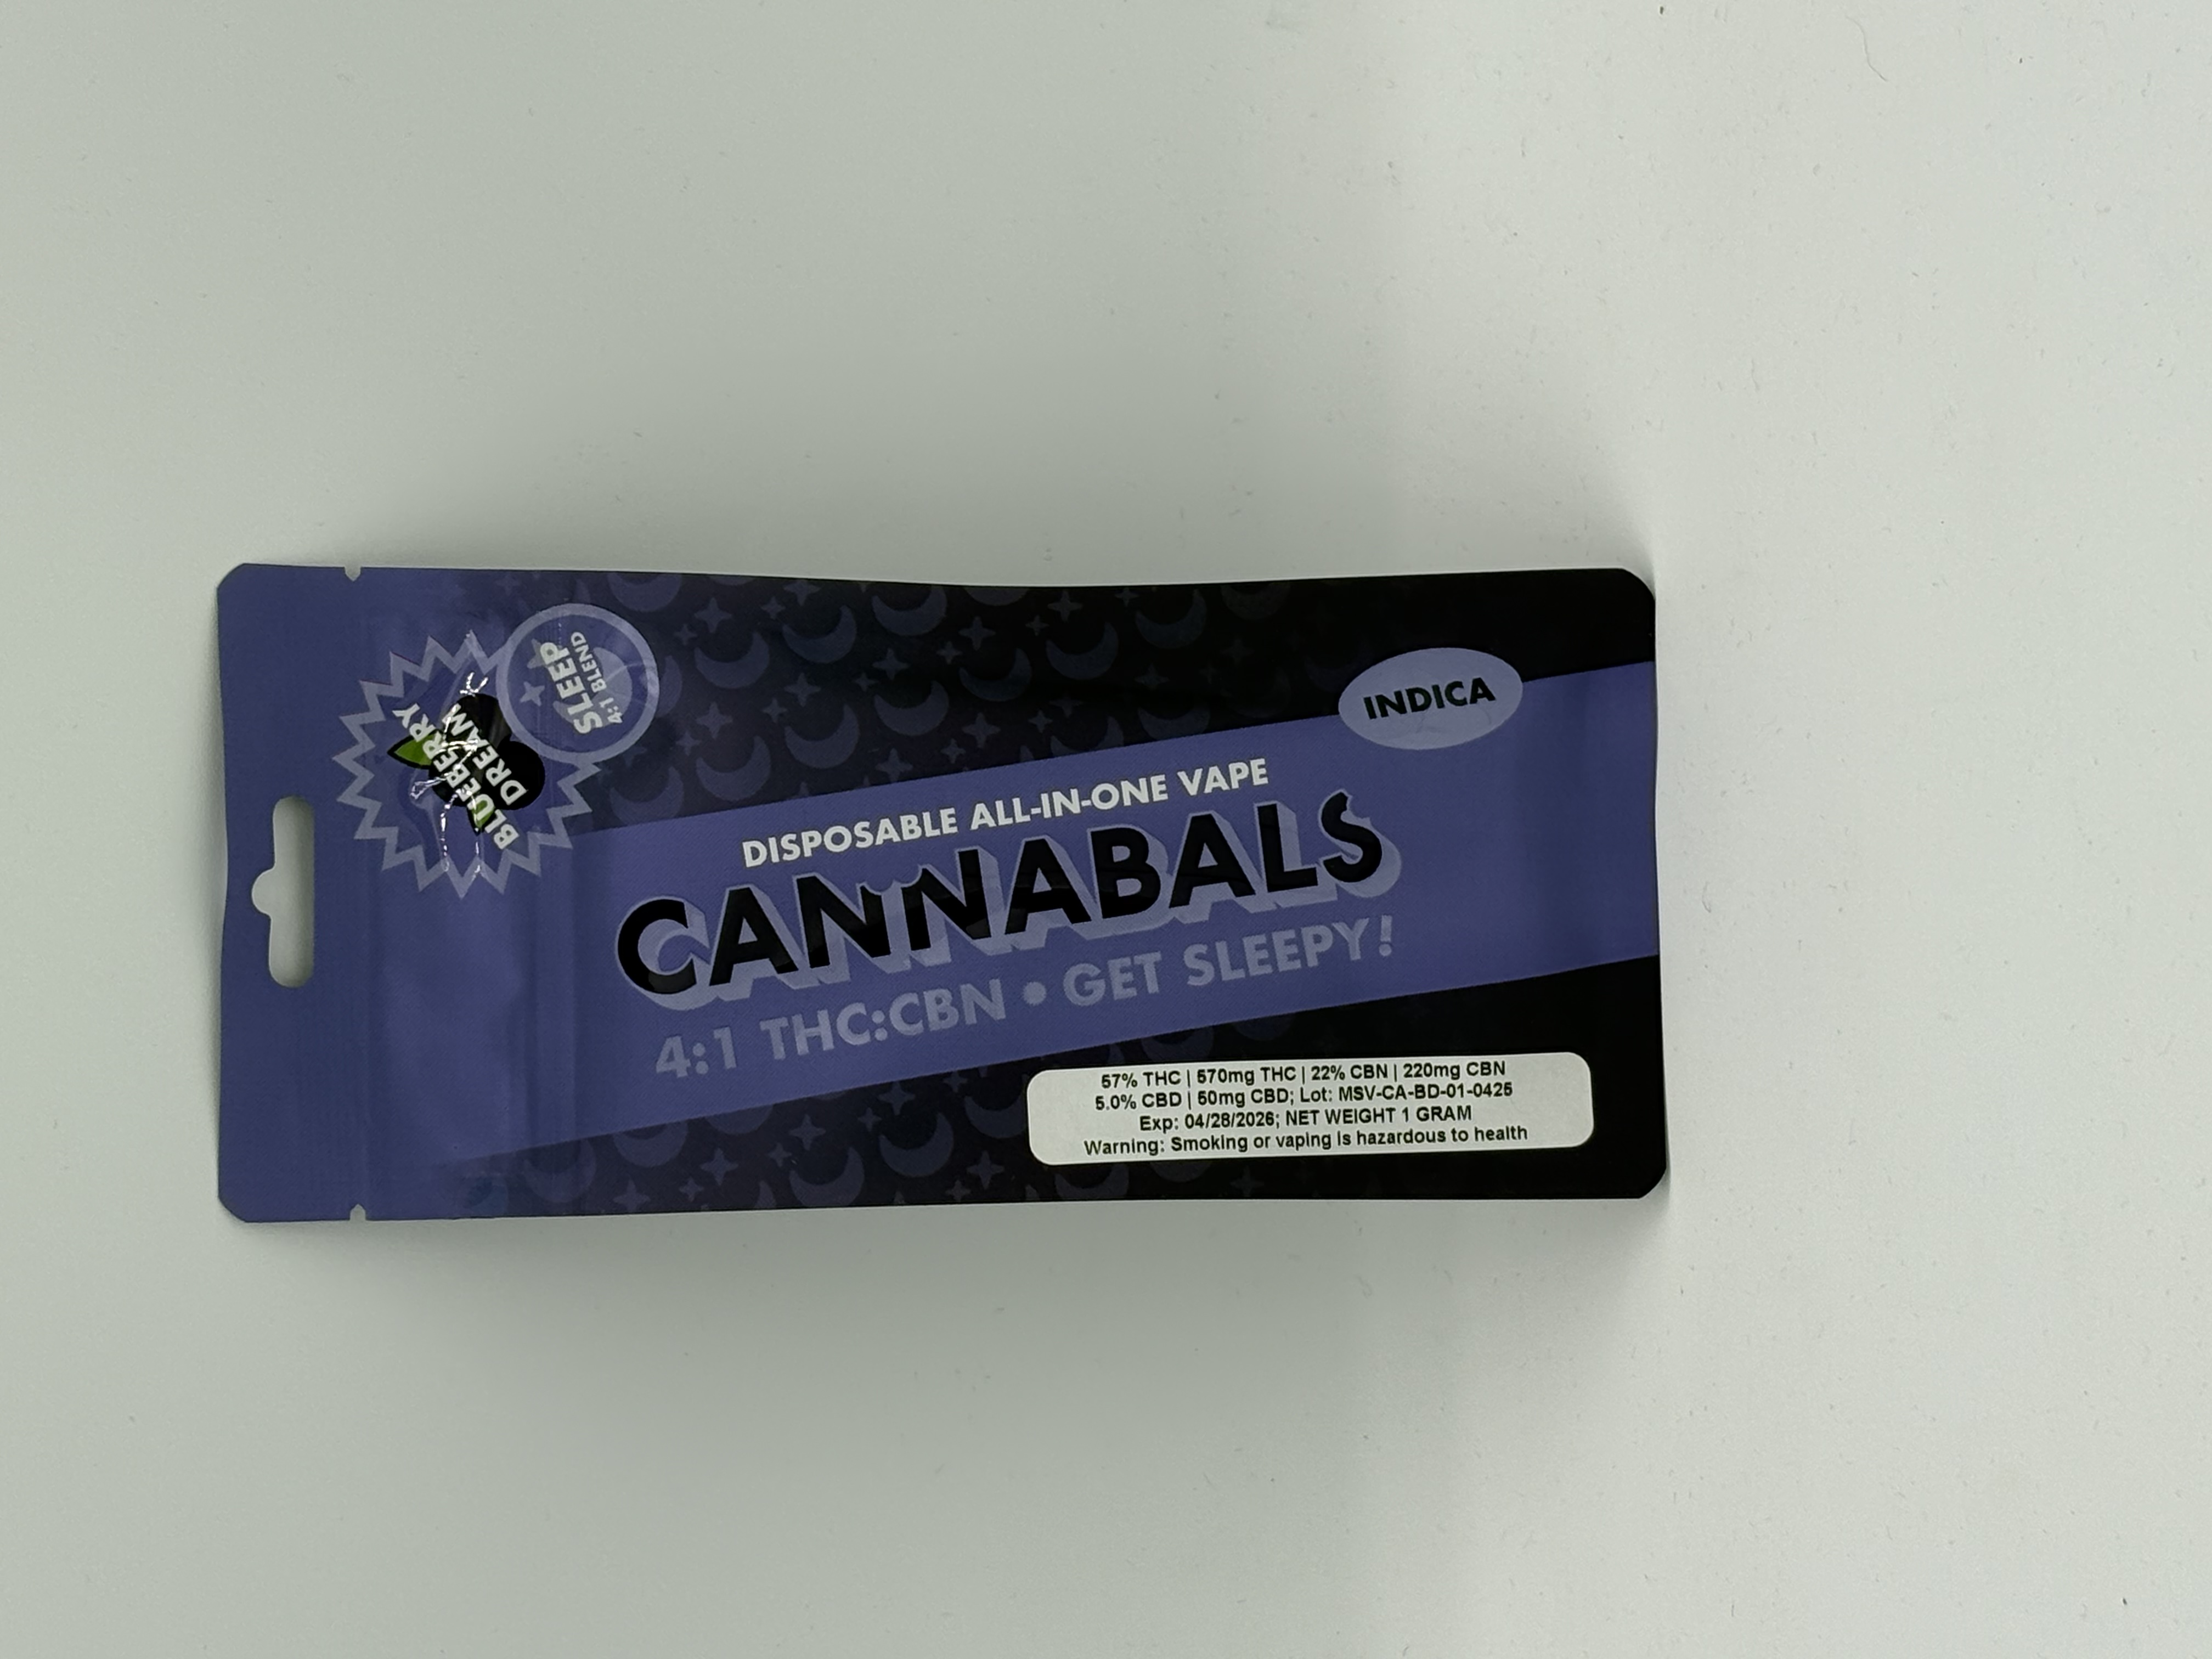 BLUEBERRY
DREAM
SLEEP
4:1 BLEND
INDICA
DISPOSABLE ALL-IN-ONE VAPE
CANNABALS
4:1 THC:CBN • GET SLEEPY!
57% THC | 570mg THC | 22% CBN | 220mg CBN
5.0% CBD | 50mg CBD; Lot: MSV-CA-BD-01-0425
Exp: 04/28/2026; NET WEIGHT 1 GRAM
Warning: Smoking or vaping is hazardous to health